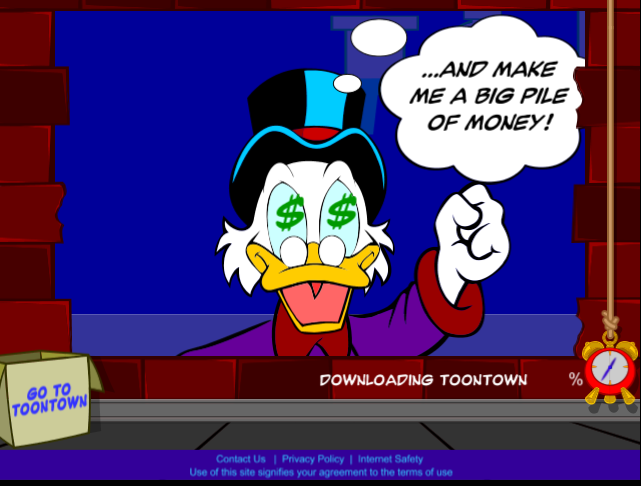 ...AND MAKE
ME A BIG PILE
OF MONEY!
$ $
DOWNLOADING TOONTOWN %
GO TO
TOONTOWN
Contact Us | Privacy Policy | Internet Safety
Use of this site signifies your agreement to the terms of use